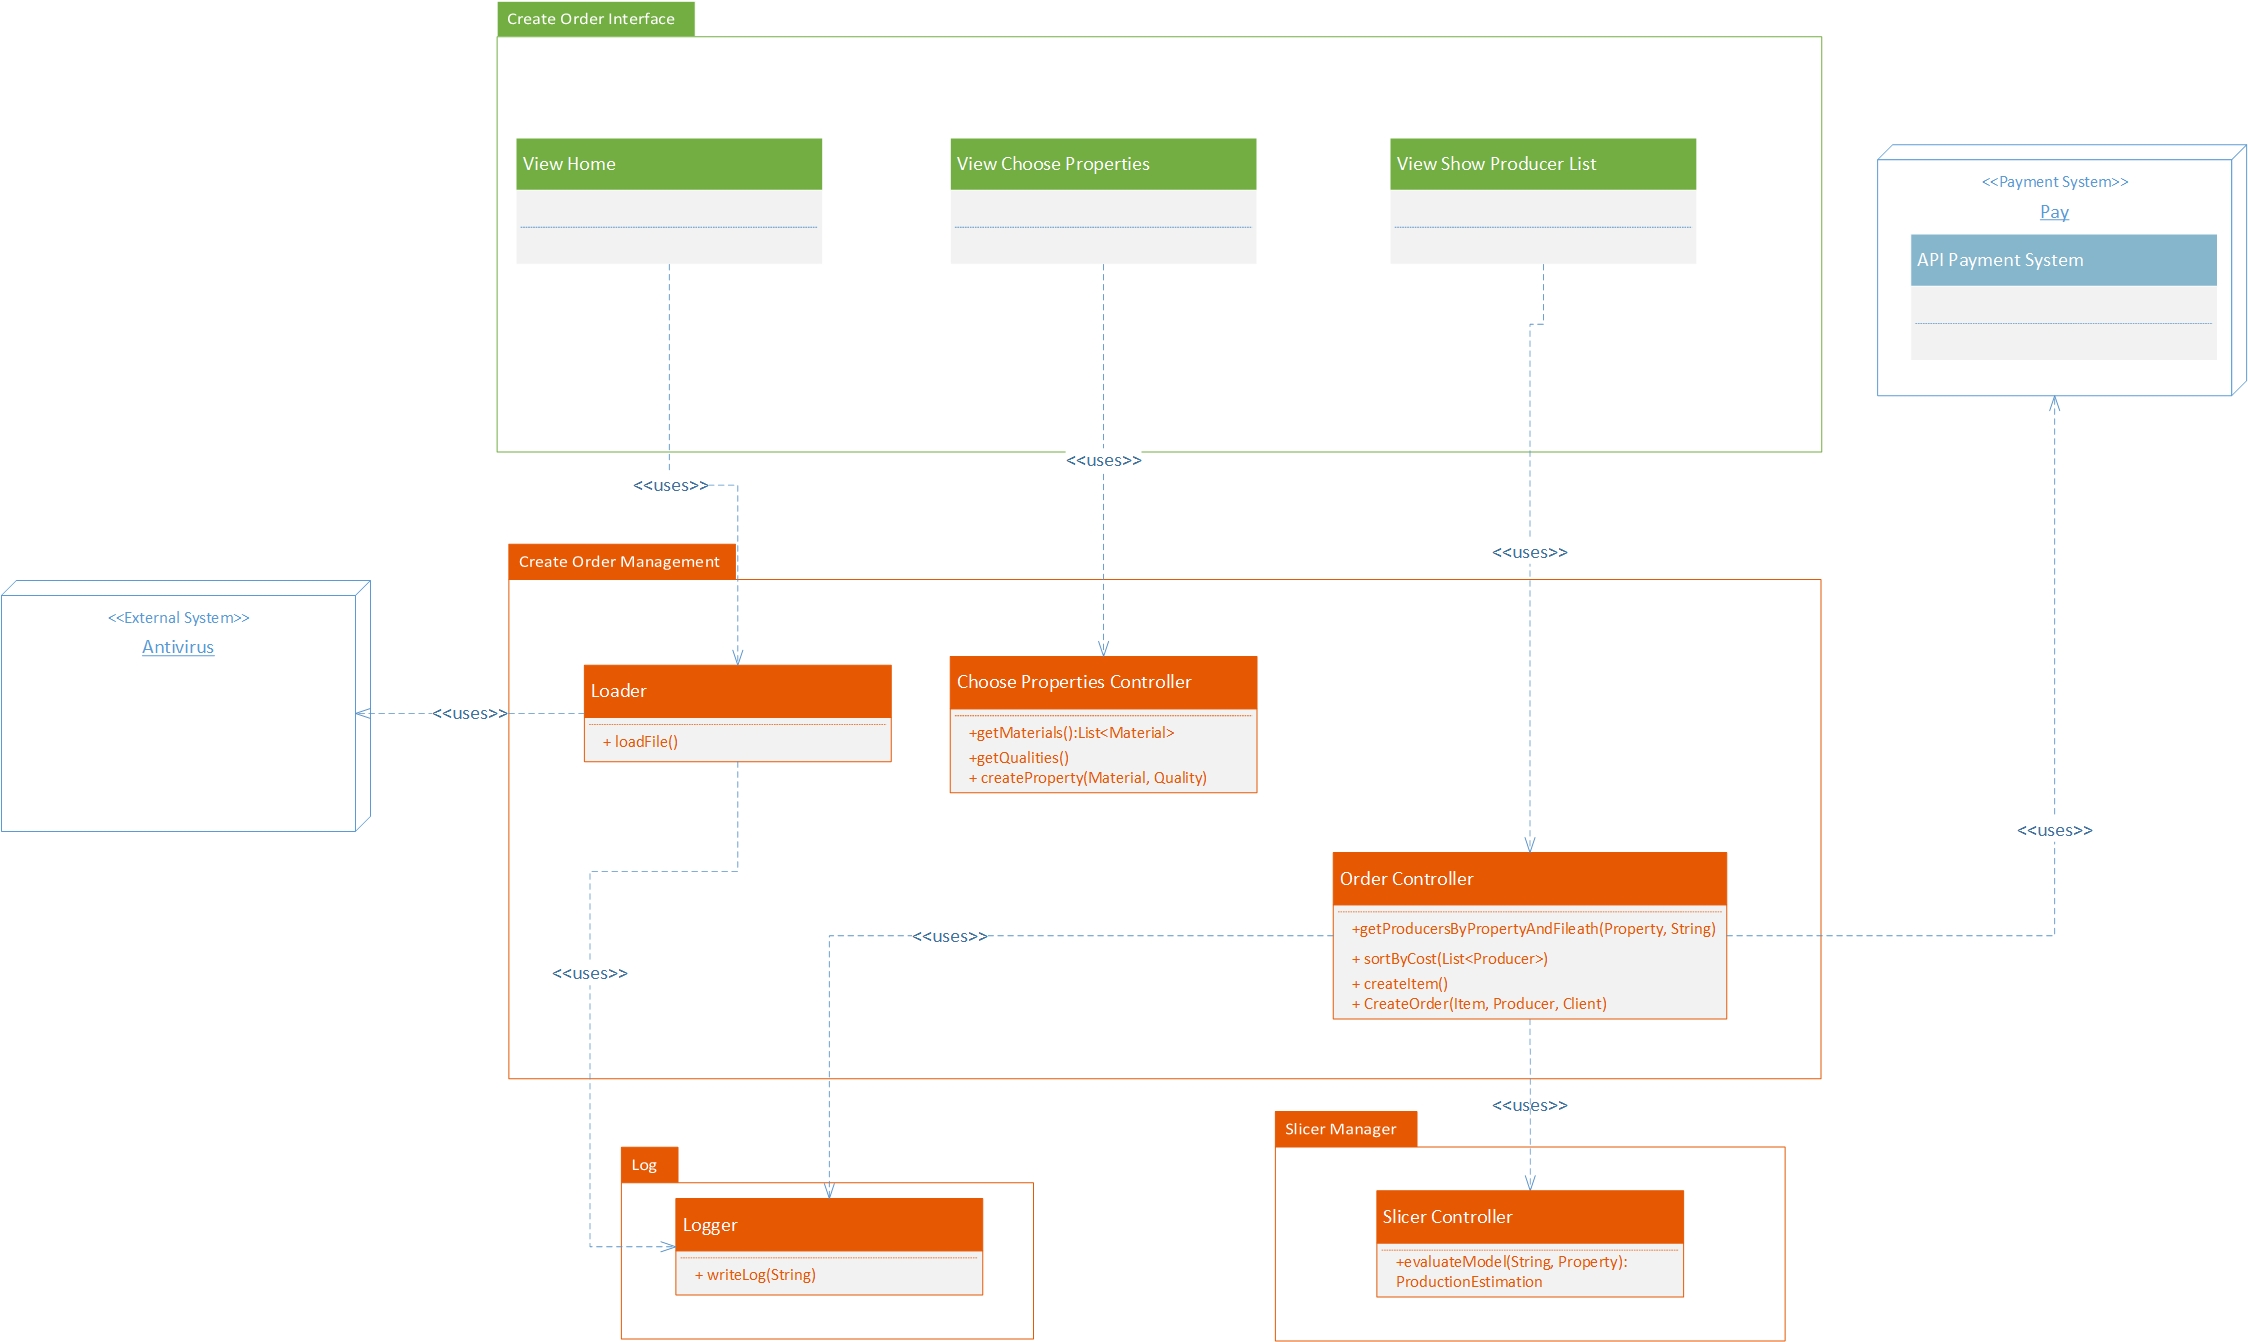 Create Order Interface
View Home
View Choose Properties
View Show Producer List
<<Payment System>>
Pay
API Payment System
<<uses>>
<<uses>>
<<uses>>
Create Order Management
<<External System>>
Antivirus
Loader
+ loadFile()
<<uses>>
Choose Properties Controller
+getMaterials():List<Material>
+getQualities()
+ createProperty(Material, Quality)
<<uses>>
Order Controller
+getProducersByPropertyAndFileath(Property, String)
+ sortByCost(List<Producer>)
+ createItem()
+ CreateOrder(Item, Producer, Client)
<<uses>>
<<uses>>
<<uses>>
Slicer Manager
Log
Logger
+ writeLog(String)
Slicer Controller
+evaluateModel(String, Property):
ProductionEstimation